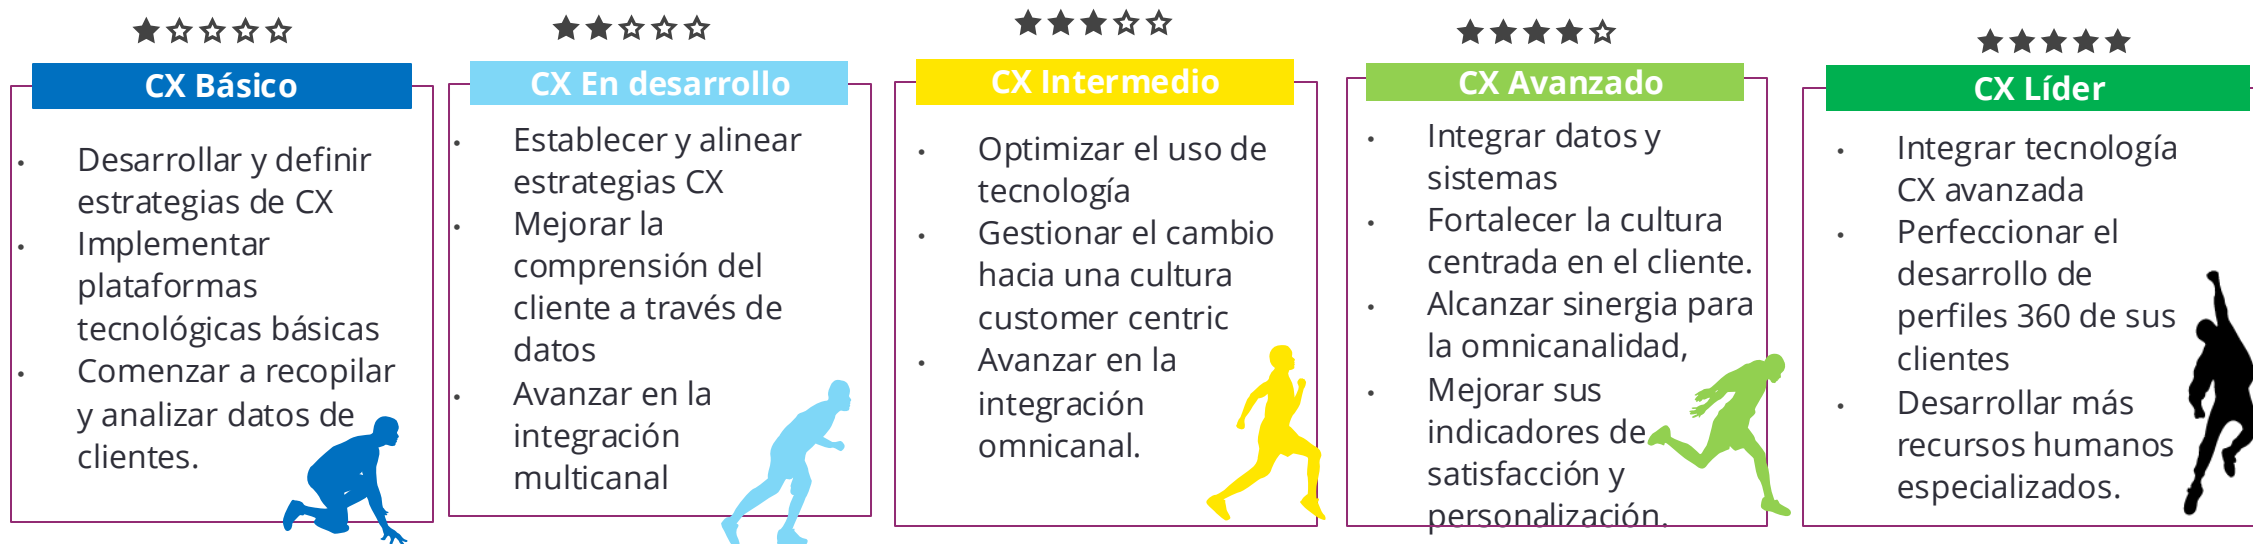 CX Básico
Desarrollar y definir
estrategias de CX
Implementar
plataformas
tecnológicas básicas
Comenzar a recopilar
y analizar datos de
clientes.
CX En desarrollo
Establecer y alinear
estrategias CX
Mejorar la
comprensión del
cliente a través de
datos
Avanzar en la
integración
multicanal
CX Intermedio
Optimizar el uso de
tecnología
Gestionar el cambio
hacia una cultura
customer centric
Avanzar en la
integración
omnicanal.
CX Avanzado
Integrar datos y
sistemas
Fortalecer la cultura
centrada en el cliente.
Alcanzar sinergia para
la omnicanalidad,
Mejorar sus
indicadores de
satisfacción y
personalización.
CX Líder
Integrar tecnología
CX avanzada
Perfeccionar el
desarrollo de
perfiles 360 de sus
clientes
Desarrollar más
recursos humanos
especializados.